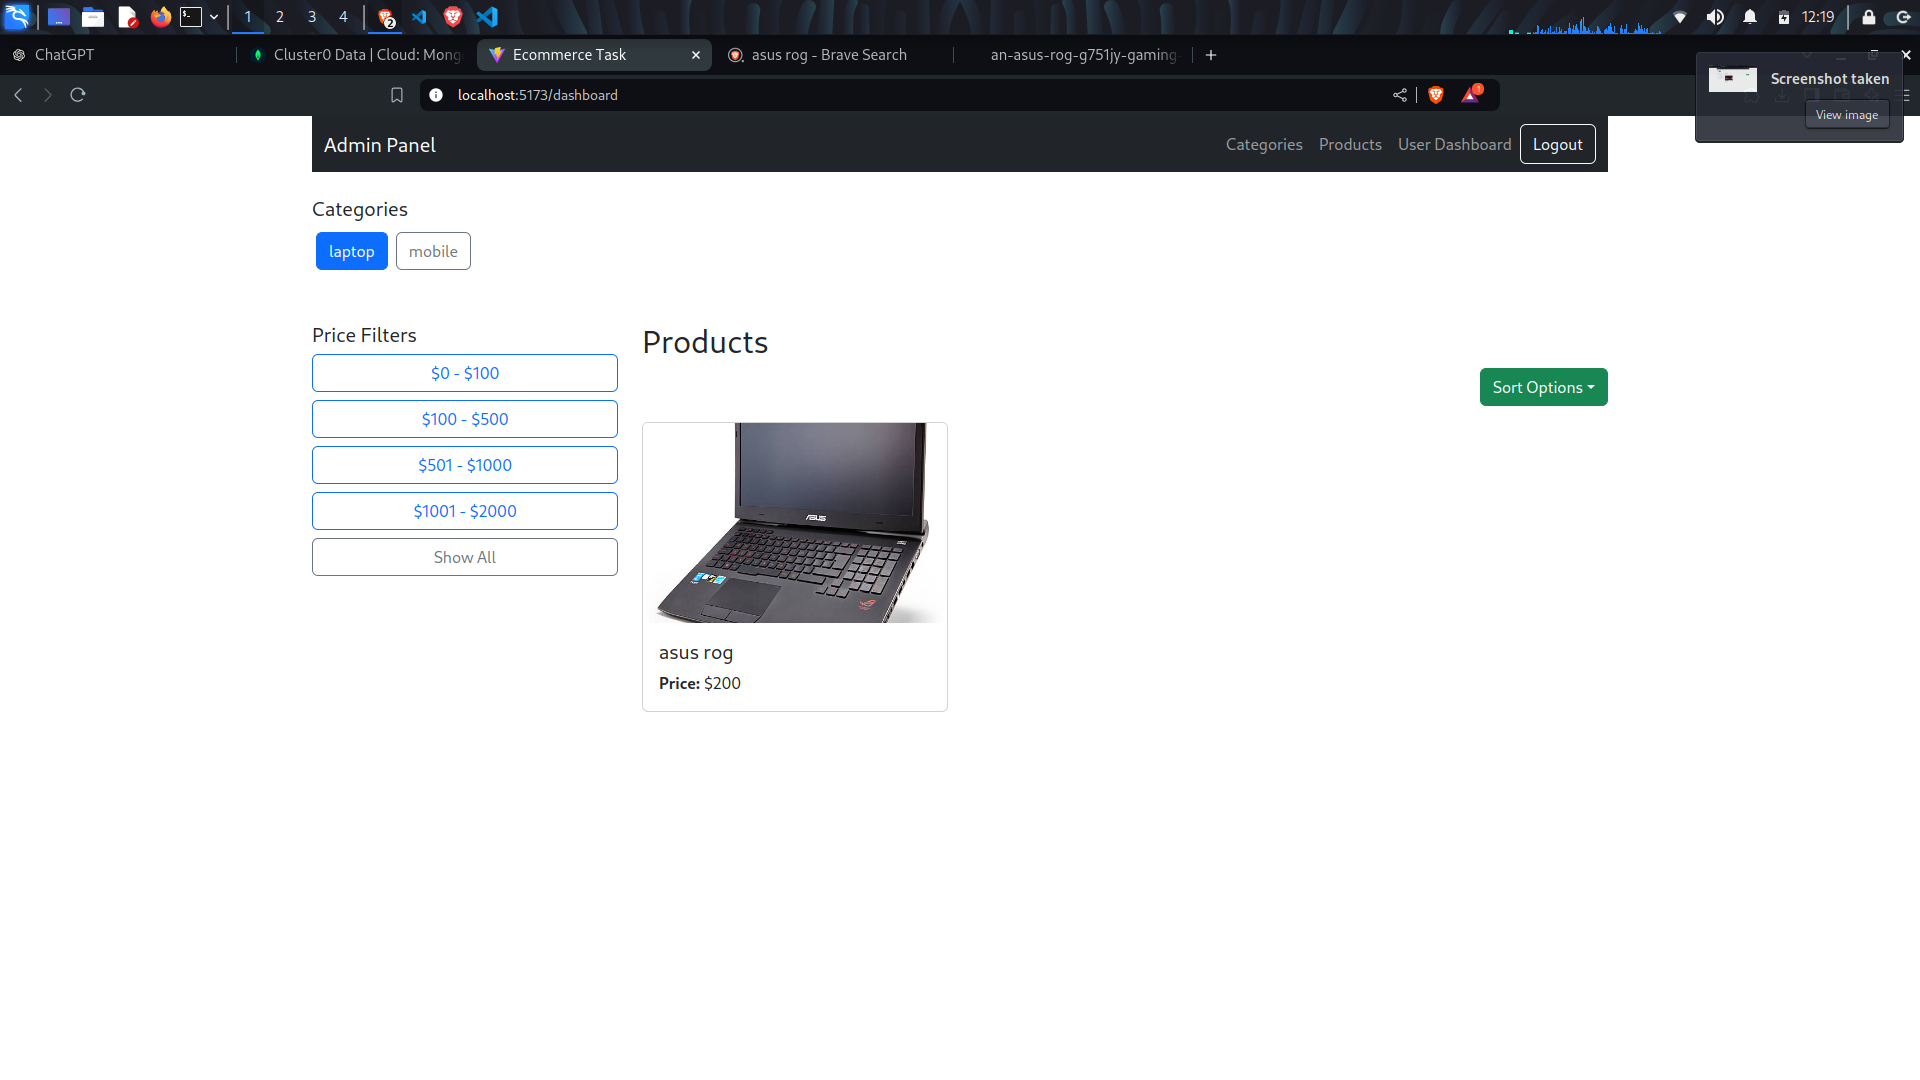 1 2 3 4 2 12:19
ChatGPT Cluster0 Data | Cloud: Mong Ecommerce Task asus rog - Brave Search an-asus-rog-g751jy-gaming-
Screenshot taken
localhost:5173/dashboard 1
View image
Admin Panel Categories Products User Dashboard Logout
Categories
laptop mobile
Price Filters
$0 - $100
$100 - $500
$501 - $1000
$1001 - $2000
Show All
Products
Sort Options
ASUS
asus rog
Price: $200